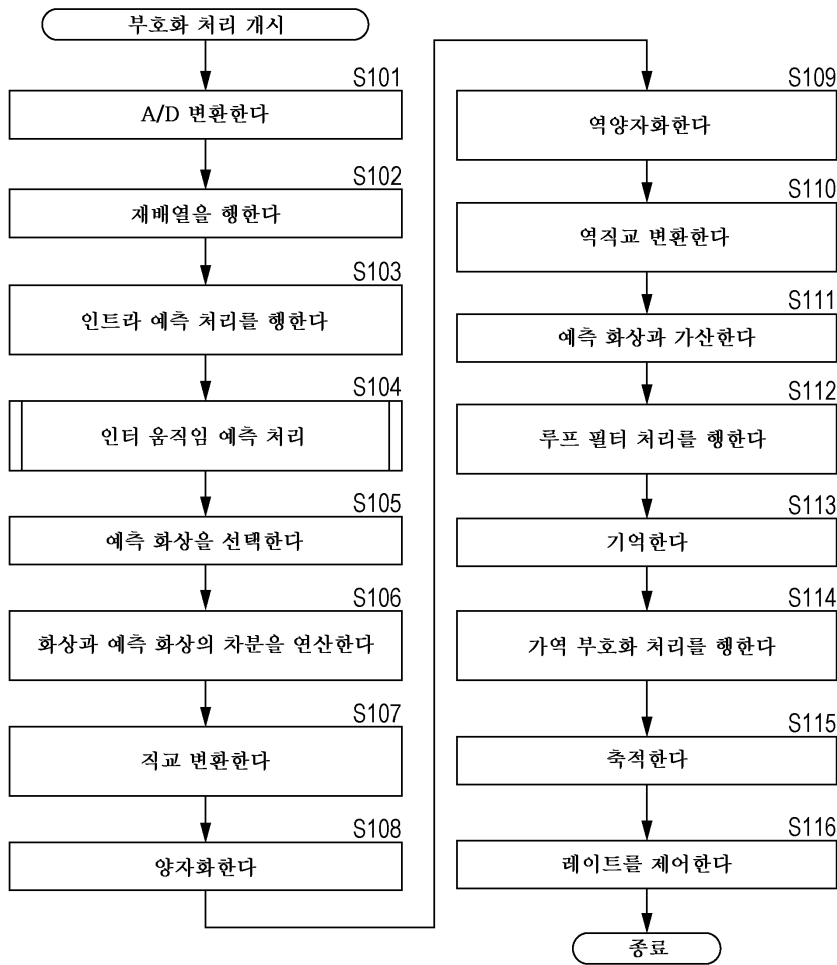 부호화 처리 개시
S101
A/D 변환한다
S102
재배열을 행한다
S103
인트라 예측 처리를 행한다
S104
인터 움직임 예측 처리
S105
예측 화상을 선택한다
S106
화상과 예측 화상의 차분을 연산한다
S107
직교 변환한다
S108
양자화한다
S109
역양자화한다
S110
역직교 변환한다
S111
예측 화상과 가산한다
S112
루프 필터 처리를 행한다
S113
기억한다
S114
가역 부호화 처리를 행한다
S115
축적한다
S116
레이트를 제어한다
종료